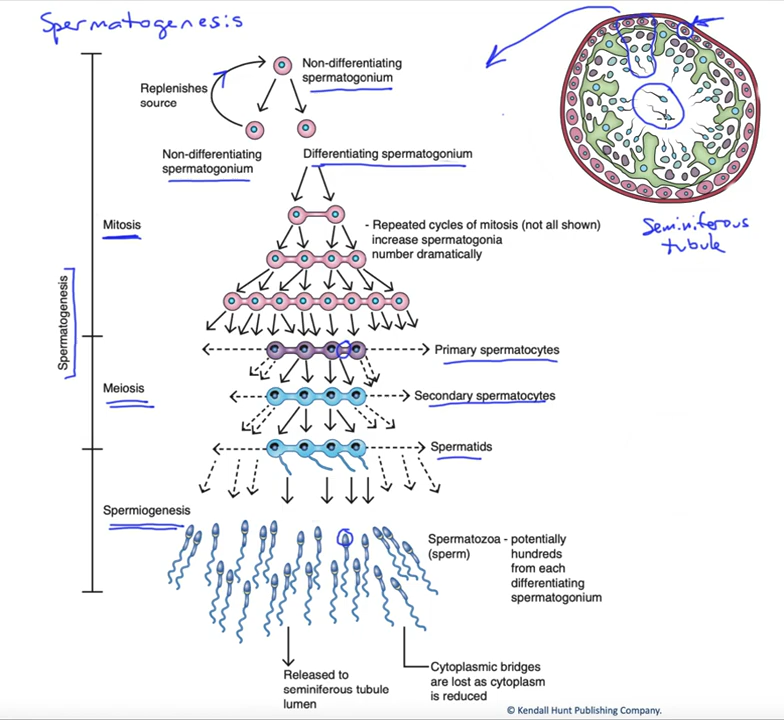 Spermatogenesis
Non-differentiating
spermatogonium
Replenishes
source
Non-differentiating
spermatogonium
Differentiating spermatogonium
Seminiferous
tubule
Mitosis
- Repeated cycles of mitosis (not all shown)
increase spermatogonia
number dramatically
Spermatogenesis
Primary spermatocytes
Meiosis
Secondary spermatocytes
Spermatids
Spermiogenesis
Spermatozoa - potentially
(sperm) hundreds
from each
differentiating
spermatogonium
Released to
seminiferous tubule
lumen
Cytoplasmic bridges
are lost as cytoplasm
is reduced
© Kendall Hunt Publishing Company.